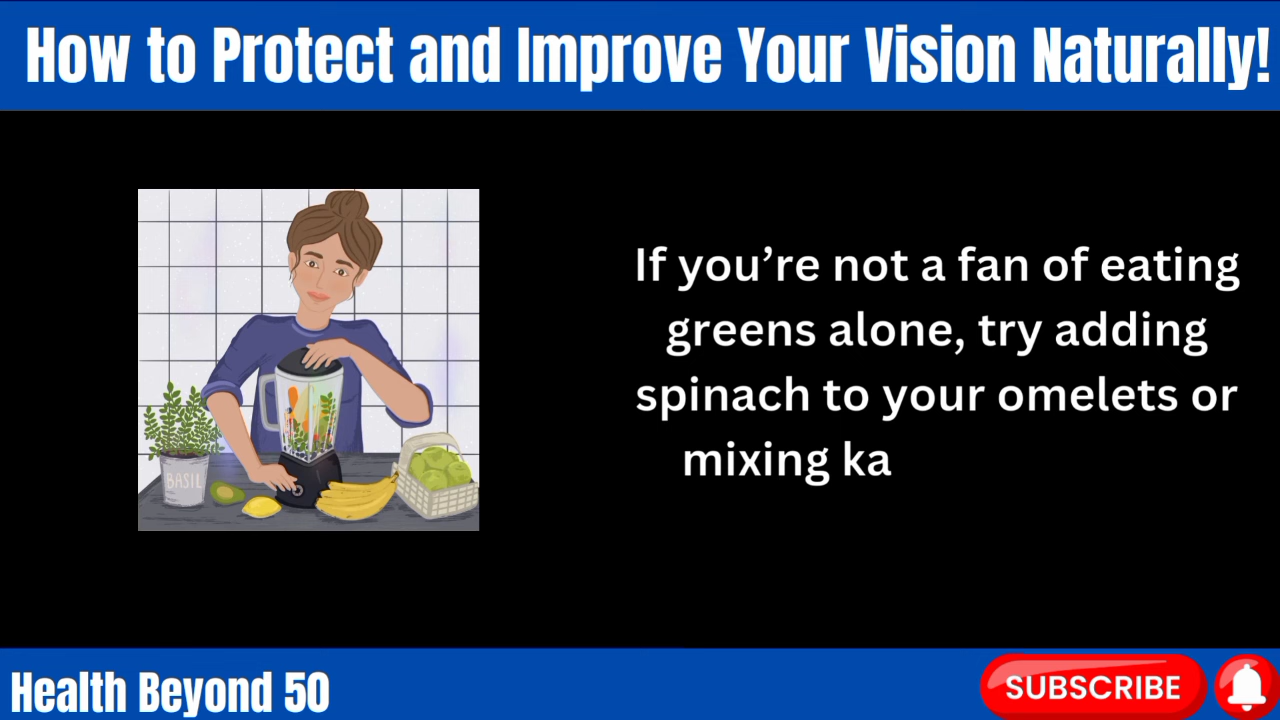 How to Protect and Improve Your Vision Naturally!
If you’re not a fan of eating
greens alone, try adding
spinach to your omelets or
mixing ka
BASIL
Health Beyond 50
SUBSCRIBE